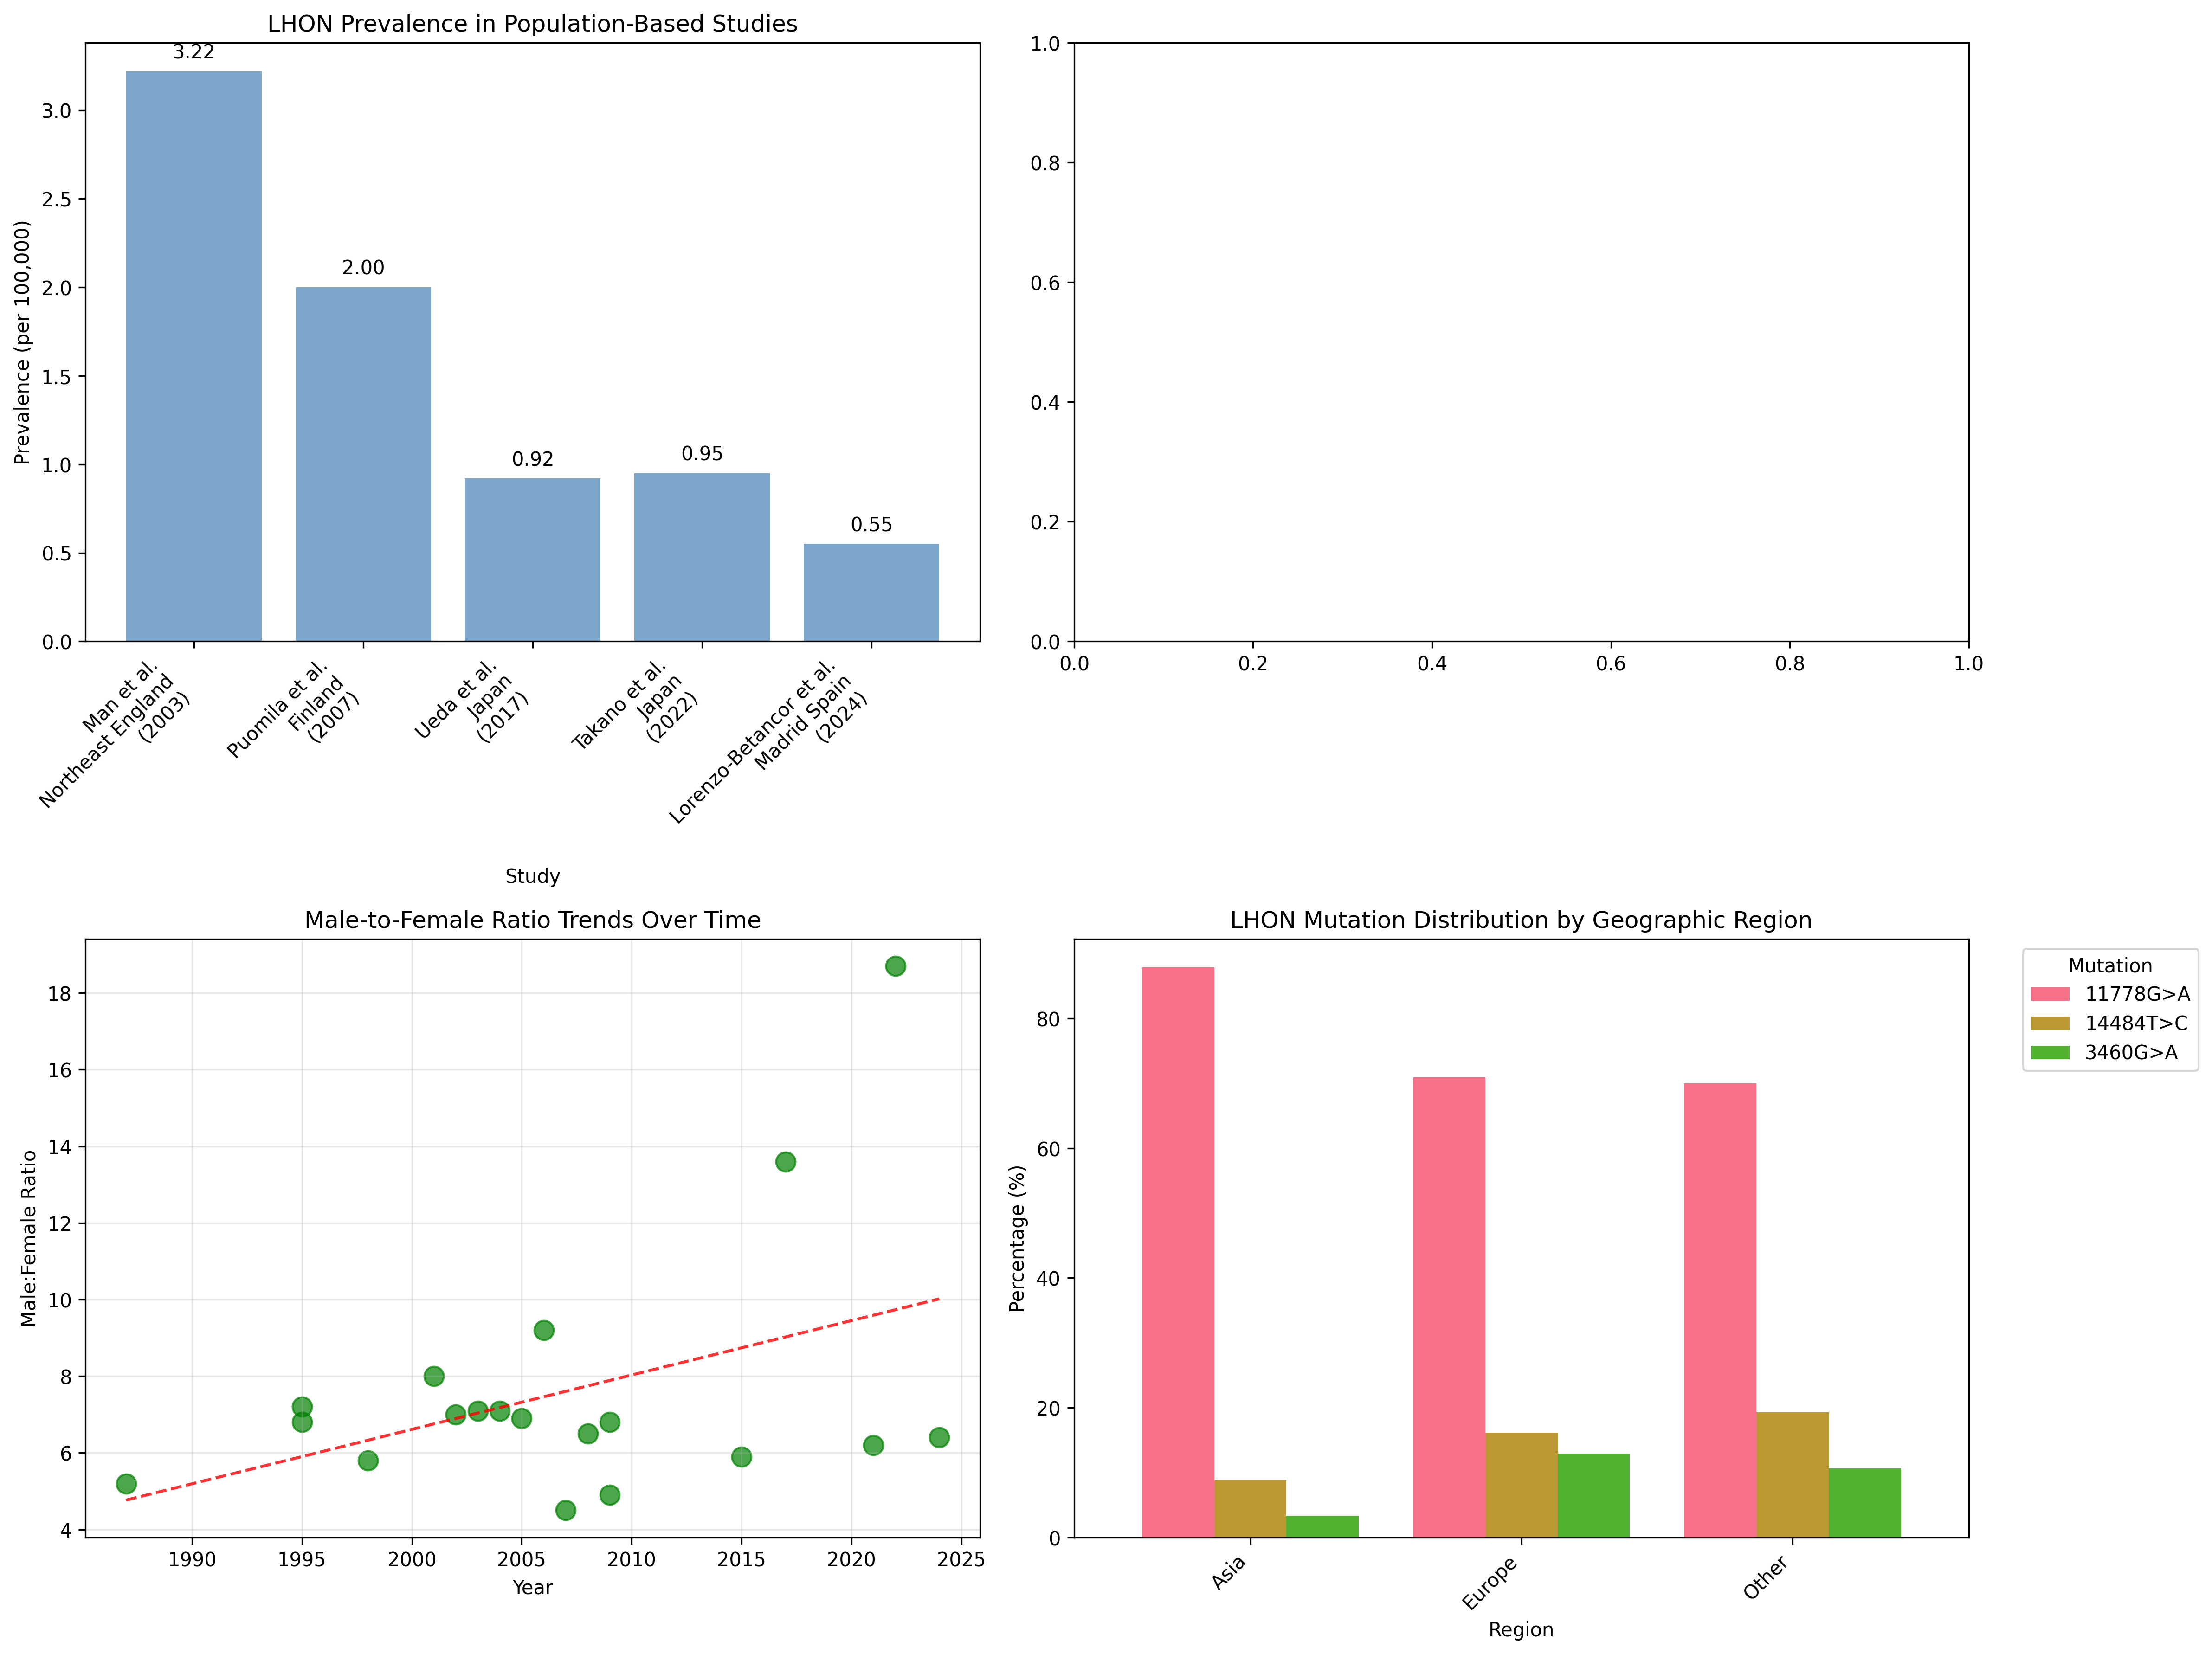 LHON Prevalence in Population-Based Studies
Prevalence (per 100,000)
3.0
2.5
2.0
1.5
1.0
0.5
0.0
3.22
2.00
0.92
0.95
0.55
Man et al.
Northeast England
(2003)
Puomila et al.
Finland
(2007)
Ueda et al.
Japan
(2017)
Takano et al.
Japan
(2022)
Lorenzo-Betancor et al.
Madrid Spain
(2024)
Study
1.0
0.8
0.6
0.4
0.2
0.0
0.0 0.2 0.4 0.6 0.8 1.0
Male-to-Female Ratio Trends Over Time
Male:Female Ratio
18
16
14
12
10
8
6
4
1990 1995 2000 2005 2010 2015 2020 2025
Year
LHON Mutation Distribution by Geographic Region
Percentage (%)
80
60
40
20
0
Asia
Europe
Other
Region
Mutation
11778G>A
14484T>C
3460G>A